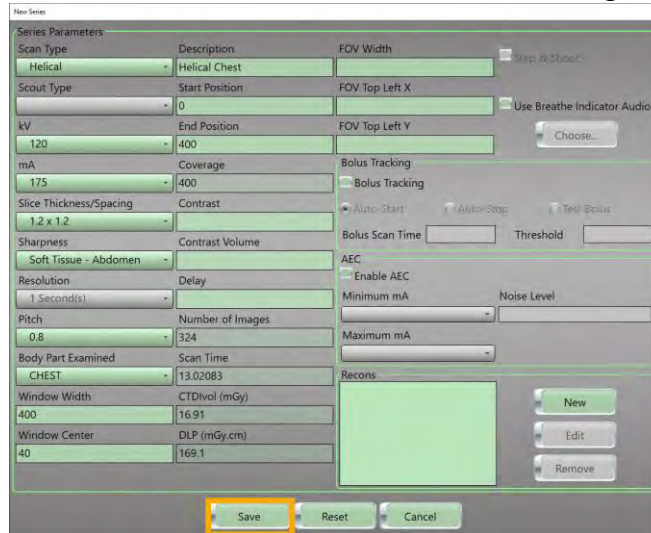 New Series
Series Parameters
Scan Type
Helical
Scout Type
kV
120
mA
175
Slice Thickness/Spacing
1.2 x 1.2
Sharpness
Soft Tissue - Abdomen
Resolution
1 Second(s)
Pitch
0.8
Body Part Examined
CHEST
Window Width
400
Window Center
40
Description
Helical Chest
Start Position
0
End Position
400
Coverage
400
Contrast
Contrast Volume
Delay
Number of Images
324
Scan Time
13.02083
CTDIvol (mGy)
16.91
DLP (mGy.cm)
169.1
FOV Width
FOV Top Left X
FOV Top Left Y
Step & Shoot
Use Breathe Indicator Audio
Choose...
Bolus Tracking
Bolus Tracking
Auto-Start
Auto-Stop
Test Bolus
Bolus Scan Time
Threshold
AEC
Enable AEC
Minimum mA
Noise Level
Maximum mA
Recons
New
Edit
Remove
Save
Reset
Cancel